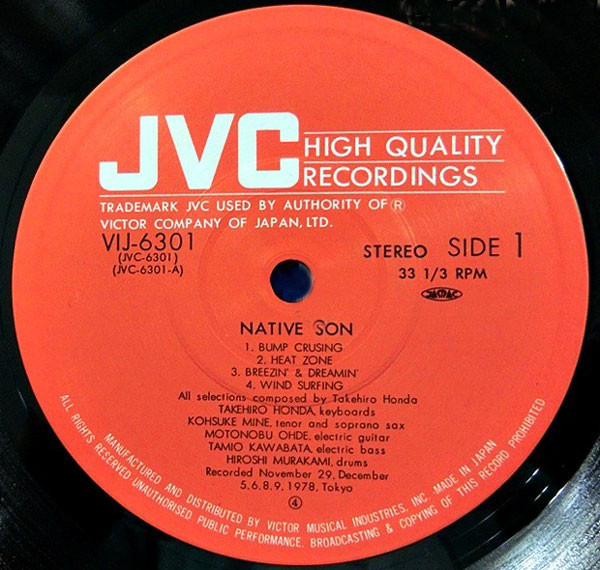 JVC HIGH QUALITY
RECORDINGS
TRADEMARK JVC USED BY AUTHORITY OF ®
VICTOR COMPANY OF JAPAN, LTD.
VIJ-6301
(JVC-6301)
(JVC-6301-A)
STEREO SIDE 1
33 1/3 RPM
JASRAC
NATIVE SON
1. BUMP CRUSING
2. HEAT ZONE
3. BREEZIN' & DREAMIN'
4. WIND SURFING
All selections composed by Takehiro Honda
TAKEHIRO HONDA, keyboards
KOHSUKE MINE, tenor and soprano sax
MOTONOBU OHDE, electric guitar
TAMIO KAWABATA, electric bass
HIROSHI MURAKAMI, drums
Recorded November 29, December
5,6.8.9, 1978, Tokyo
④
MANUFACTURED AND DISTRIBUTED BY VICTOR MUSICAL INDUSTRIES, INC. MADE IN JAPAN
ALL RIGHTS RESERVED UNAUTHORISED PUBLIC PERFORMANCE. BROADCASTING & COPYING OF THIS RECORD PROHIBITED